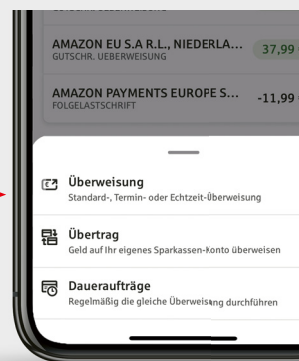 AMAZON EU S.A R.L., NIEDERLA... 37,99
GUTSCHR. UEBERWEISUNG
AMAZON PAYMENTS EUROPE S... -11,99
FOLGELASTSCHRIFT
Überweisung
Standard-, Termin- oder Echtzeit-Überweisung
Übertrag
Geld auf Ihr eigenes Sparkassen-Konto überweisen
Daueraufträge
Regelmäßig die gleiche Überweisung durchführen